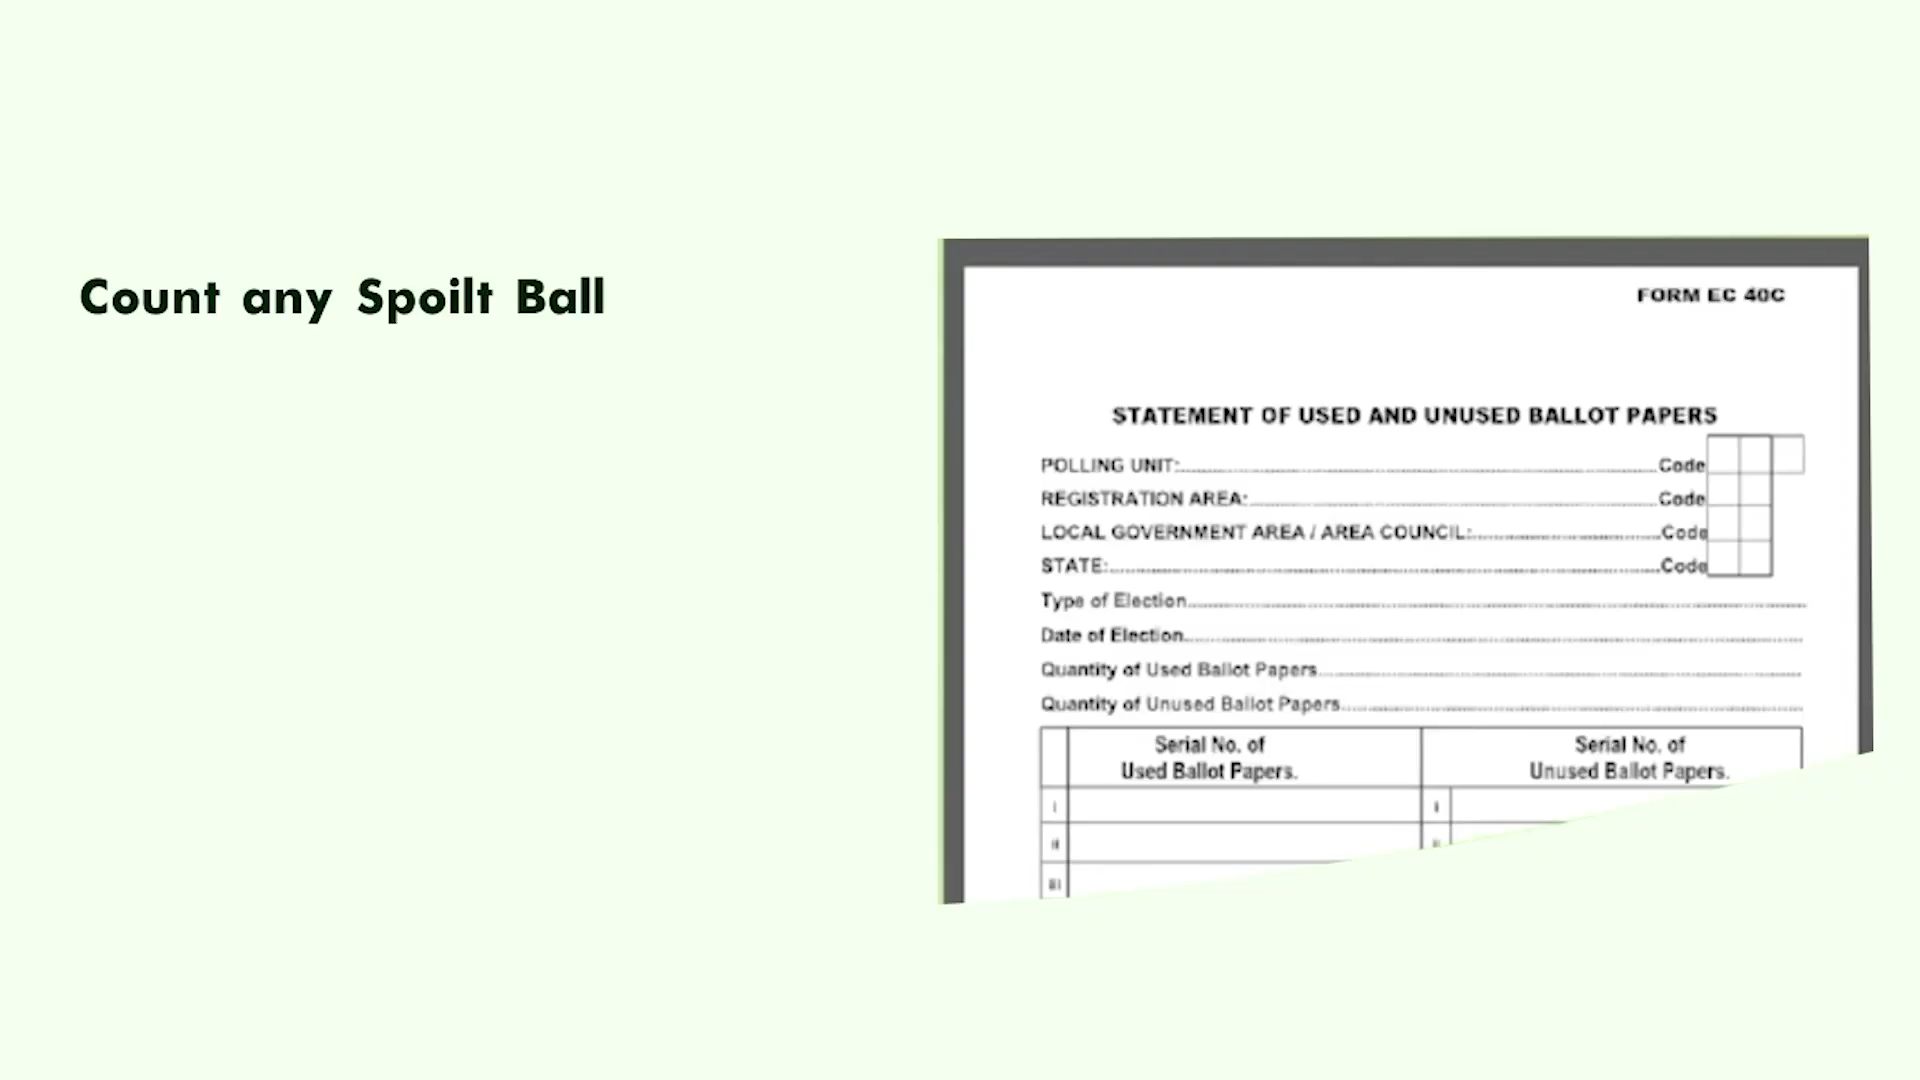 Count any Spoilt Ball
FORM EC 40C
STATEMENT OF USED AND UNUSED BALLOT PAPERS
POLLING UNIT:..........Code
REGISTRATION AREA:..........Code
LOCAL GOVERNMENT AREA / AREA COUNCIL:..........Code
STATE:..........Code
Type of Election..........
Date of Election..........
Quantity of Used Ballot Papers..........
Quantity of Unused Ballot Papers..........
Serial No. of Used Ballot Papers.
Serial No. of Unused Ballot Papers.
i
i
ii
ii
iii